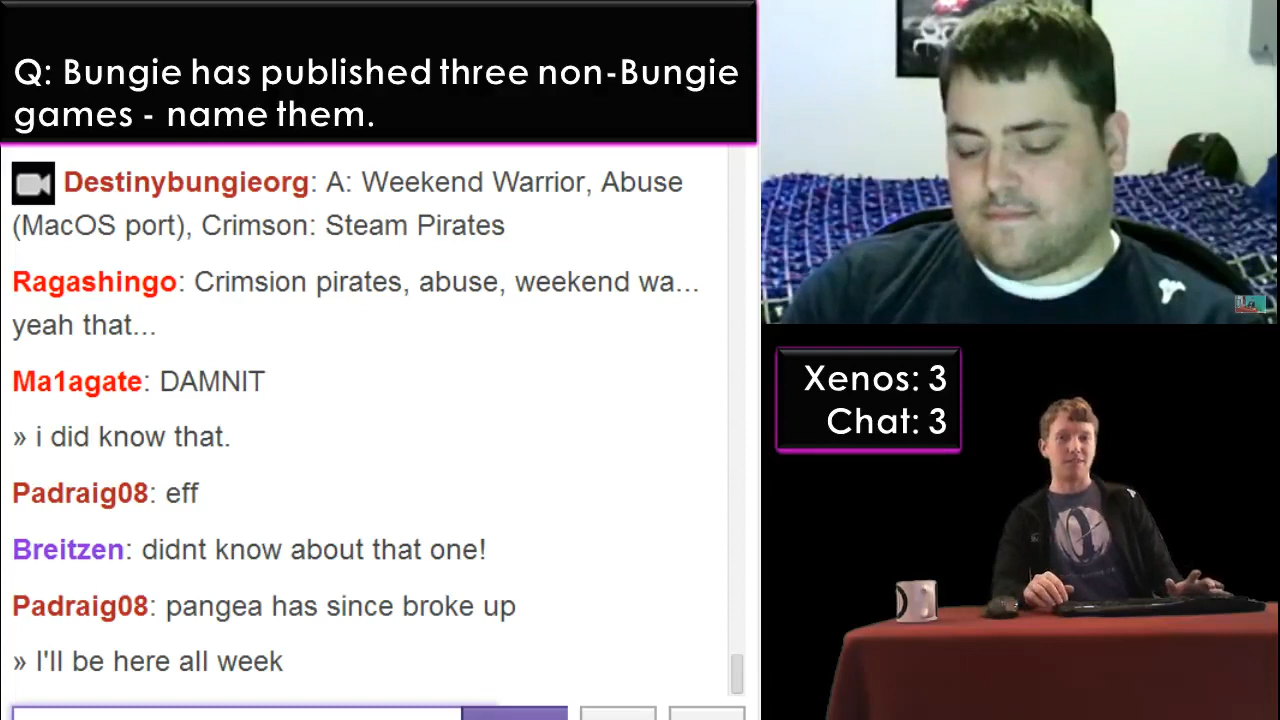 Q: Bungie has published three non-Bungie
games - name them.
Destinybungieorg: A: Weekend Warrior, Abuse
(MacOS port), Crimson: Steam Pirates
Ragashingo: Crimsion pirates, abuse, weekend wa...
yeah that...
Ma1agate: DAMNIT
» i did know that.
Padraig08: eff
Breitzen: didnt know about that one!
Padraig08: pangea has since broke up
» I'll be here all week
Xenos: 3
Chat: 3